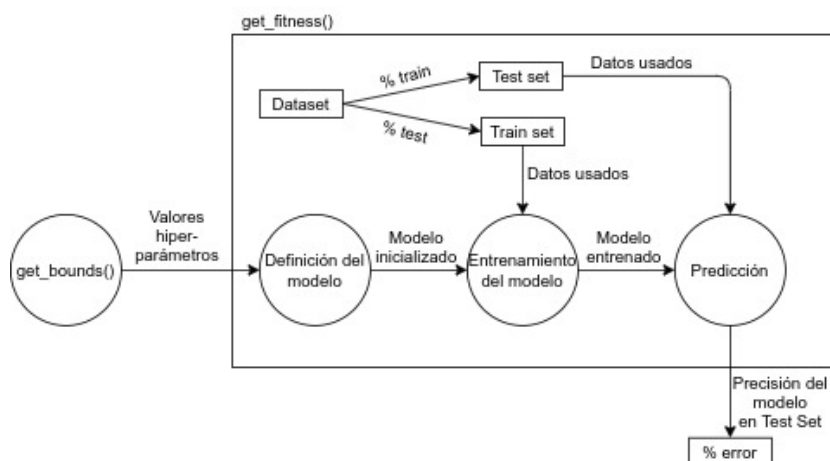 get_fitness()
% train
Test set
Datos usados
Dataset
% test
Train set
Datos usados
Valores
hiper-
parámetros
get_bounds()
Definición del
modelo
Modelo
inicializado
Entrenamiento
del modelo
Modelo
entrenado
Predicción
Precisión del
modelo
en Test Set
% error